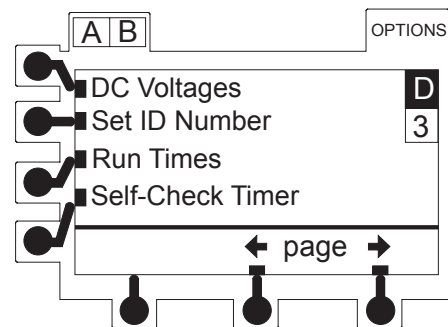 A B
OPTIONS
DC Voltages
D
Set ID Number
3
Run Times
Self-Check Timer
page